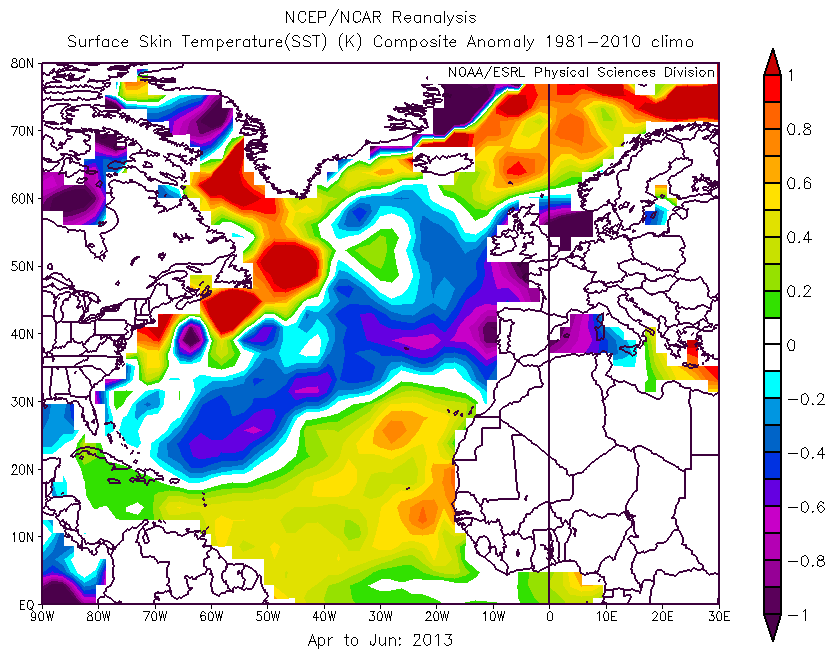 NCEP/NCAR Reanalysis
Surface Skin Temperature(SST) (K) Composite Anomaly 1981-2010 climo
NOAA/ESRL Physical Sciences Division
80N
70N
60N
50N
40N
30N
20N
10N
EQ
90W 80W 70W 60W 50W 40W 30W 20W 10W 0 10E 20E 30E
1
0.8
0.6
0.4
0.2
0
-0.2
-0.4
-0.6
-0.8
-1
Apr to Jun: 2013